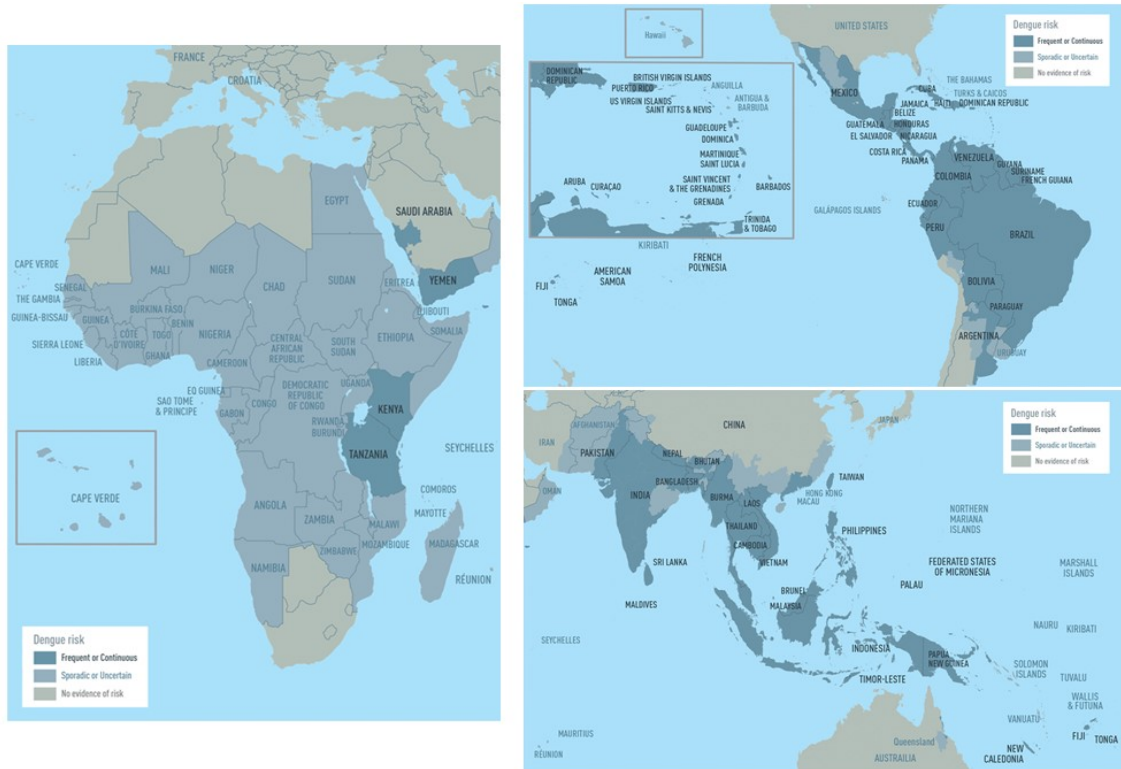 FRANCE
CROATIA
SAUDI ARABIA
EGYPT
YEMEN
CAPE VERDE
MALI
NIGER
CHAD
SUDAN
ERITREA
SENEGAL
THE GAMBIA
GUINEA-BISSAU
GUINEA
BURKINA FASO
BENIN
NIGERIA
DJIBOUTI
SOMALIA
ETHIOPIA
SIERRA LEONE
CÔTE
D'IVOIRE
TOGO
GHANA
LIBERIA
CAMEROON
CENTRAL
AFRICAN
REPUBLIC
SOUTH
SUDAN
EQ GUINEA
SAO TOME
& PRINCIPE
GABON
CONGO
DEMOCRATIC
REPUBLIC
OF CONGO
UGANDA
KENYA
RWANDA
BURUNDI
TANZANIA
SEYCHELLES
CAPE VERDE
COMOROS
MAYOTTE
ANGOLA
ZAMBIA
MALAWI
ZIMBABWE
MOZAMBIQUE
MADAGASCAR
NAMIBIA
RÉUNION
Dengue risk
Frequent or Continuous
Sporadic or Uncertain
No evidence of risk
Hawaii
UNITED STATES
Dengue risk
Frequent or Continuous
Sporadic or Uncertain
No evidence of risk
DOMINICAN
REPUBLIC
BRITISH VIRGIN ISLANDS
PUERTO RICO
ANGUILLA
US VIRGIN ISLANDS
SAINT KITTS & NEVIS
ANTIGUA &
BARBUDA
GUADELOUPE
DOMINICA
MARTINIQUE
SAINT LUCIA
SAINT VINCENT
& THE GRENADINES
BARBADOS
ARUBA
CURAÇAO
GRENADA
TRINIDA
& TOBAGO
MEXICO
CUBA
THE BAHAMAS
TURKS & CAICOS
JAMAICA
HAITI
DOMINICAN REPUBLIC
BELIZE
GUATEMALA
HONDURAS
EL SALVADOR
NICARAGUA
COSTA RICA
PANAMA
VENEZUELA
GUYANA
SURINAME
FRENCH GUIANA
COLOMBIA
GALÁPAGOS ISLANDS
ECUADOR
PERU
BRAZIL
BOLIVIA
PARAGUAY
ARGENTINA
URUGUAY
KIRIBATI
AMERICAN
SAMOA
FRENCH
POLYNESIA
FIJI
TONGA
Dengue risk
Frequent or Continuous
Sporadic or Uncertain
No evidence of risk
IRAN
AFGHANISTAN
CHINA
JAPAN
PAKISTAN
NEPAL
BHUTAN
OMAN
INDIA
BANGLADESH
BURMA
LAOS
HONG KONG
MACAU
TAIWAN
THAILAND
CAMBODIA
VIETNAM
PHILIPPINES
NORTHERN
MARIANA
ISLANDS
SRI LANKA
MALDIVES
FEDERATED STATES
OF MICRONESIA
MARSHALL
ISLANDS
PALAU
BRUNEI
MALAYSIA
SEYCHELLES
INDONESIA
PAPUA
NEW GUINEA
NAURU
KIRIBATI
TIMOR-LESTE
SOLOMON
ISLANDS
TUVALU
WALLIS
& FUTUNA
VANUATU
MAURITIUS
RÉUNION
Queensland
AUSTRAILIA
NEW
CALEDONIA
FIJI
TONGA